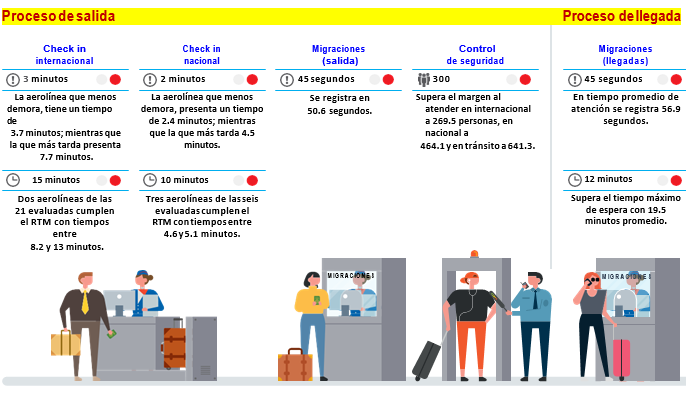 Proceso de salida
Proceso de llegada
Check in
internacional
3 minutos
La aerolínea que menos
demora, tiene un tiempo
de
3.7 minutos; mientras que
la que más tarda presenta
7.7 minutos.
15 minutos
Dos aerolíneas de las
21 evaluadas cumplen
el RTM con tiempos
entre
8.2 y 13 minutos.
Check in
nacional
2 minutos
La aerolínea que menos
demora, presenta un tiempo
de 2.4 minutos; mientras
que la que más tarda 4.5
minutos.
10 minutos
Tres aerolíneas de las seis
evaluadas cumplen el
RTM con tiempos entre
4.6 y 5.1 minutos.
Migraciones
(salida)
45 segundos
Se registra en
50.6 segundos.
Control
de seguridad
300
Supera el margen al
atender en internacional
a 269.5 personas, en
nacional a
464.1 y en tránsito a 641.3.
Migraciones
(llegadas)
45 segundos
En tiempo promedio de
atención se registra 56.9
segundos.
12 minutos
Supera el tiempo máximo
de espera con 19.5
minutos promedio.
MIGRACIONES
MIGRACIONES